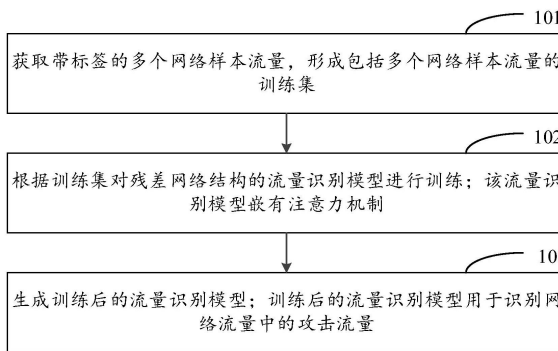 101
获取带标签的多个网络样本流量，形成包括多个网络样本流量的
训练集
102
根据训练集对残差网络结构的流量识别模型进行训练；该流量识
别模型嵌有注意力机制
10
生成训练后的流量识别模型；训练后的流量识别模型用于识别网
络流量中的攻击流量